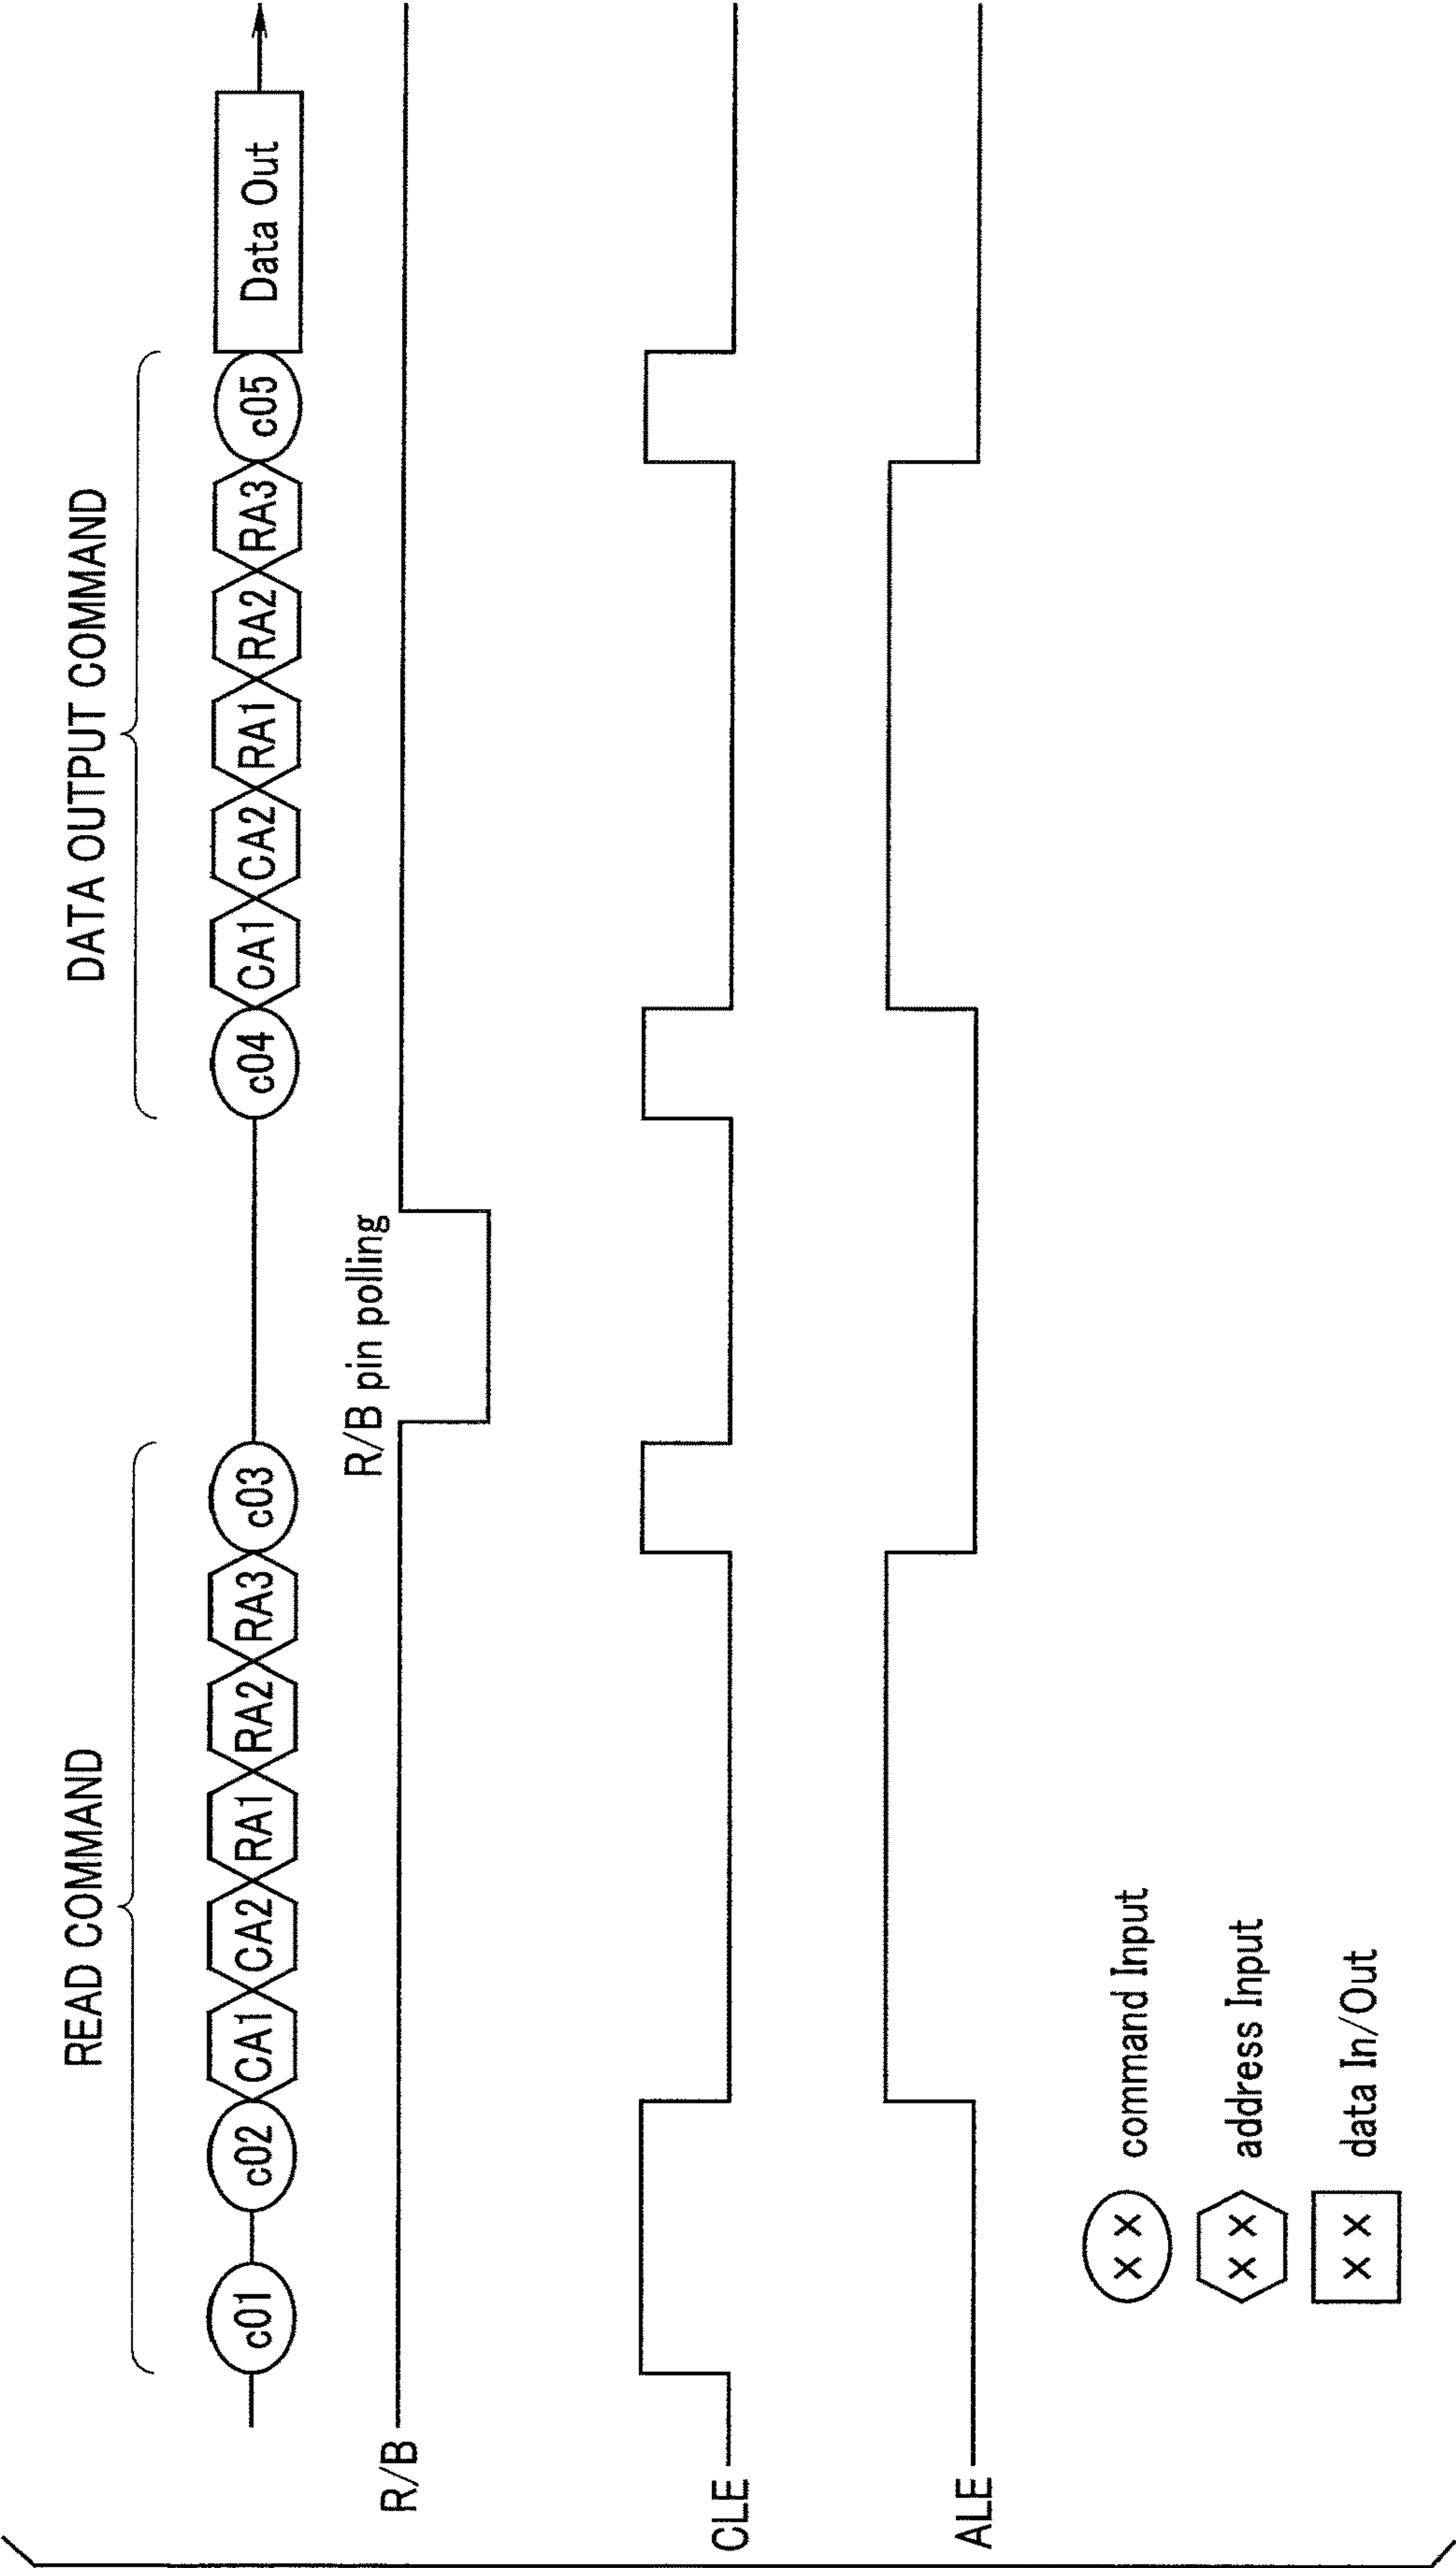 READ COMMAND
DATA OUTPUT COMMAND
c01 c02 CA1 CA2 RA1 RA2 RA3 c03 c04 CA1 CA2 RA1 RA2 RA3 c05 Data Out
R/B pin polling
R/B
CLE
ALE
x x command Input
x x address Input
x x data In/Out